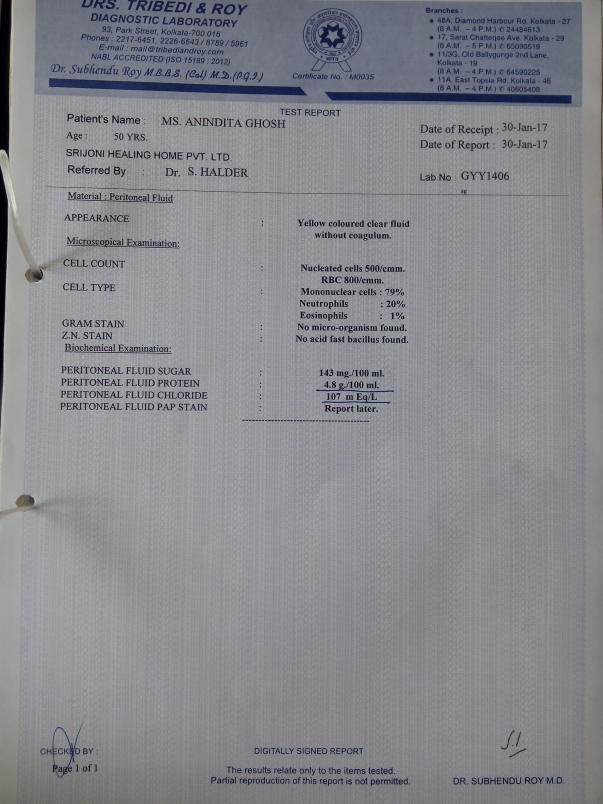 DRS. TRIBEDI & ROY
DIAGNOSTIC LABORATORY
93, Park Street, Kolkata-700 016
Phones : 2217-6451, 2226-6643 / 8789 / 5961
E-mail : mail@tribediandroy.com
NABL ACCREDITED (ISO 15189 : 2012)
Dr. Subhendu Roy M.B.B.S. (Cal) M.D. (P.G.I.)
Certificate No. : M0035
Branches :
• 48A, Diamond Harbour Rd, Kolkata - 27
(8 A.M. – 4 P.M.) ✆ 24484613
• 17, Sarat Chatterjee Ave. Kolkata - 29
(8 A.M. – 5 P.M.) ✆ 65090519
• 11/3G, Old Ballygunge 2nd Lane,
Kolkata - 19
(8 A.M. – 4 P.M.) ✆ 64590225
• 11A, East Topsia Rd. Kolkata - 46
(8 A.M. – 4 P.M.) ✆ 40605408
TEST REPORT
Patient's Name : MS. ANINDITA GHOSH
Age : 50 YRS.
SRIJONI HEALING HOME PVT. LTD.
Referred By : Dr. S. HALDER
Date of Receipt : 30-Jan-17
Date of Report : 30-Jan-17
Lab No : GYY1406
Material : Peritoneal Fluid
APPEARANCE : Yellow coloured clear fluid
without coagulum.
Microscopical Examination:
CELL COUNT : Nucleated cells 500/cmm.
RBC 800/cmm.
CELL TYPE : Mononuclear cells : 79%
Neutrophils : 20%
Eosinophils : 1%
GRAM STAIN : No micro-organism found.
Z.N. STAIN : No acid fast bacillus found.
Biochemical Examination:
PERITONEAL FLUID SUGAR : 143 mg./100 ml.
PERITONEAL FLUID PROTEIN : 4.8 g./100 ml.
PERITONEAL FLUID CHLORIDE : 107 m Eq/L
PERITONEAL FLUID PAP STAIN : Report later.
CHECKED BY :
Page 1 of 1
DIGITALLY SIGNED REPORT
The results relate only to the items tested.
Partial reproduction of this report is not permitted.
DR. SUBHENDU ROY M.D.